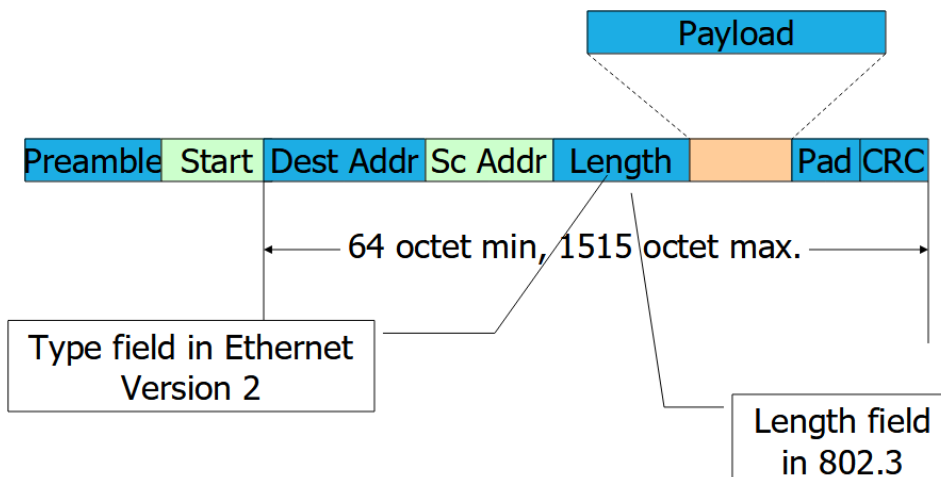 Payload
Preamble Start Dest Addr Sc Addr Length Pad CRC
64 octet min, 1515 octet max.
Type field in Ethernet
Version 2
Length field
in 802.3